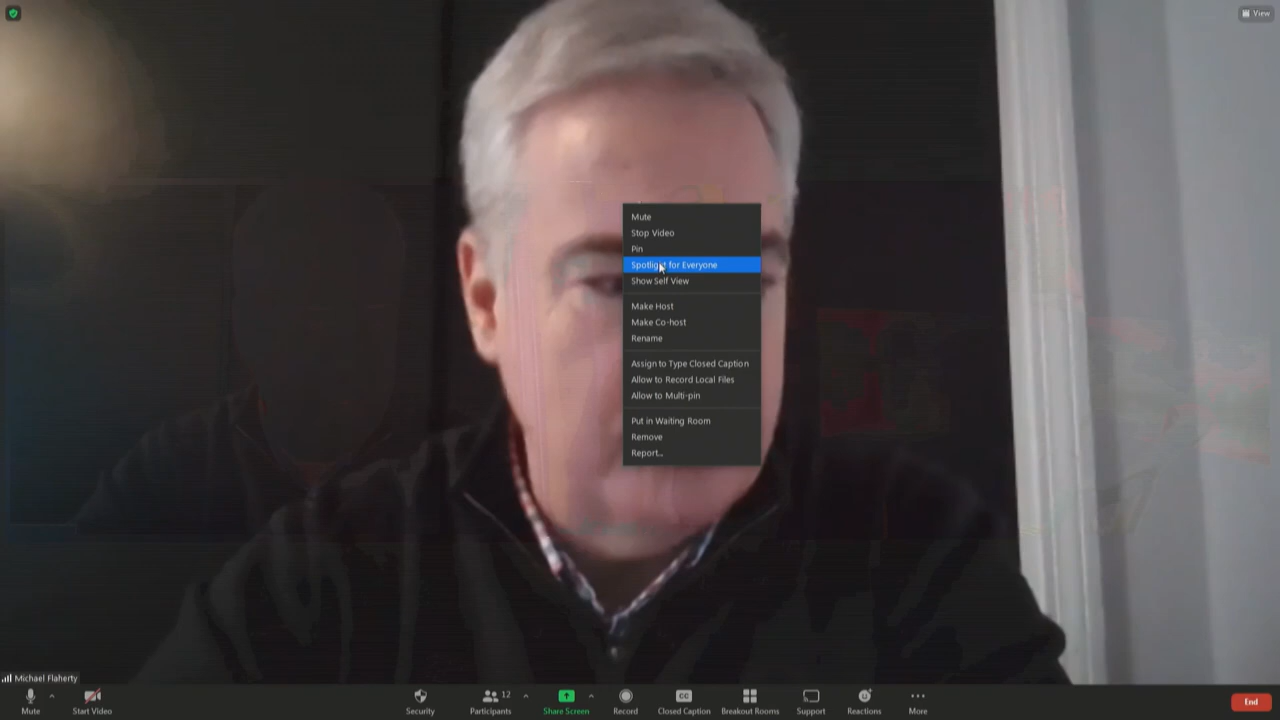 View
Mute
Stop Video
Pin
Spotlight for Everyone
Show Self View
Make Host
Make Co-host
Rename
Assign to Type Closed Caption
Allow to Record Local Files
Allow to Multi-pin
Put in Waiting Room
Remove
Report...
Michael Flaherty
Mute
Start Video
Security
Participants
12
Share Screen
Record
CC
Closed Caption
Breakout Rooms
Support
Reactions
More
End